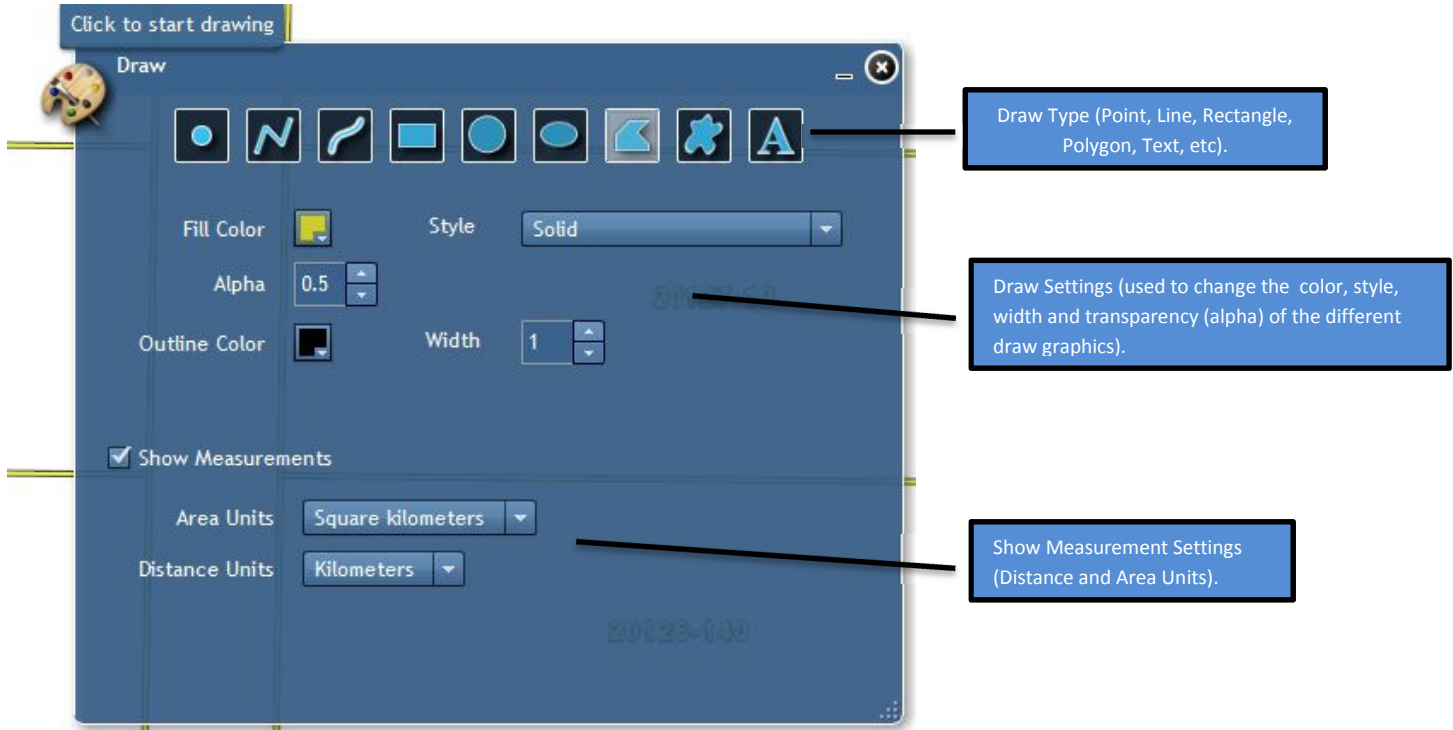 Click to start drawing
Draw
A
Draw Type (Point, Line, Rectangle,
Polygon, Text, etc).
Fill Color
Style
Solid
Alpha
0.5
Draw Settings (used to change the color, style,
width and transparency (alpha) of the different
draw graphics).
Outline Color
Width
1
Show Measurements
Area Units
Square kilometers
Distance Units
Kilometers
Show Measurement Settings
(Distance and Area Units).
20126-140